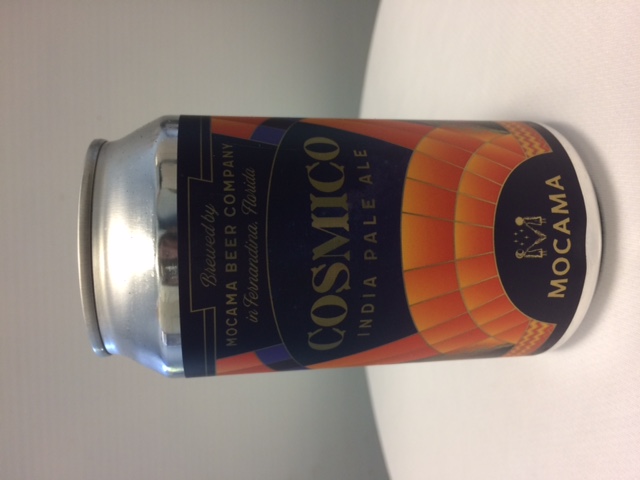 Brewed by
MOCAMA BEER COMPANY
in Fernandina, Florida
COSMICO
INDIA PALE ALE
MOCAMA